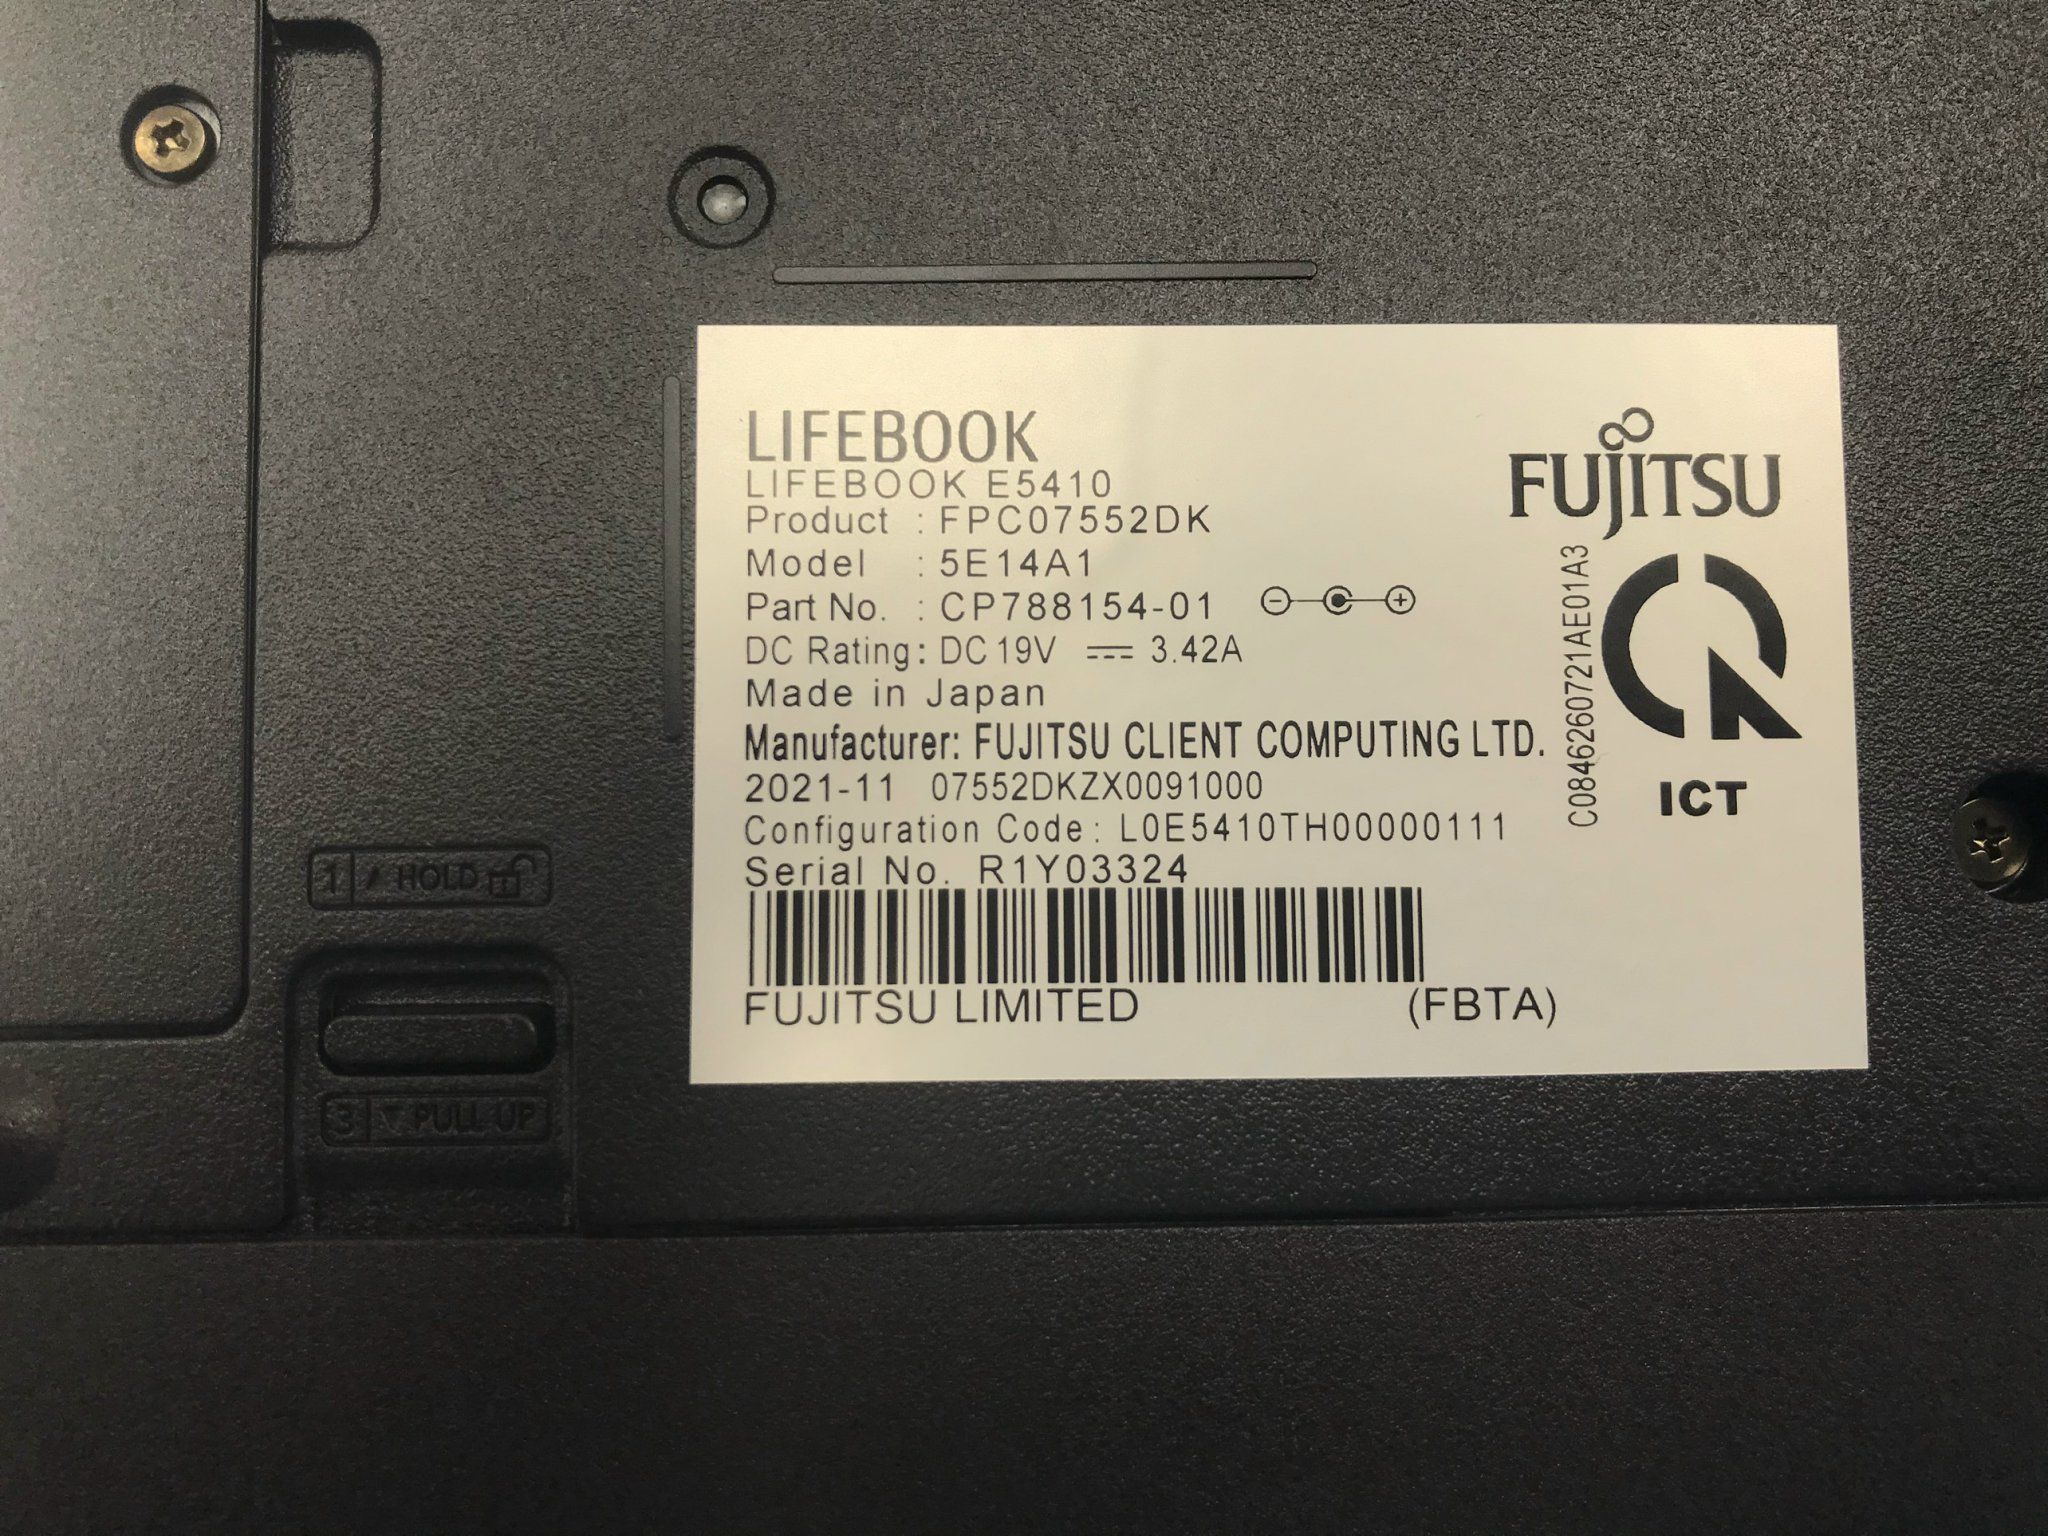 LIFEBOOK
LIFEBOOK E5410
Product : FPC07552DK
Model : 5E14A1
Part No. : CP788154-01
DC Rating: DC 19V ⎓ 3.42A
Made in Japan
Manufacturer: FUJITSU CLIENT COMPUTING LTD.
2021-11 07552DKZX0091000
Configuration Code: L0E5410TH00000111
Serial No. R1Y03324
FUJITSU LIMITED (FBTA)
FUJITSU
C0846260721AE01A3
ICT
1 / HOLD
3 ▼ PULL UP